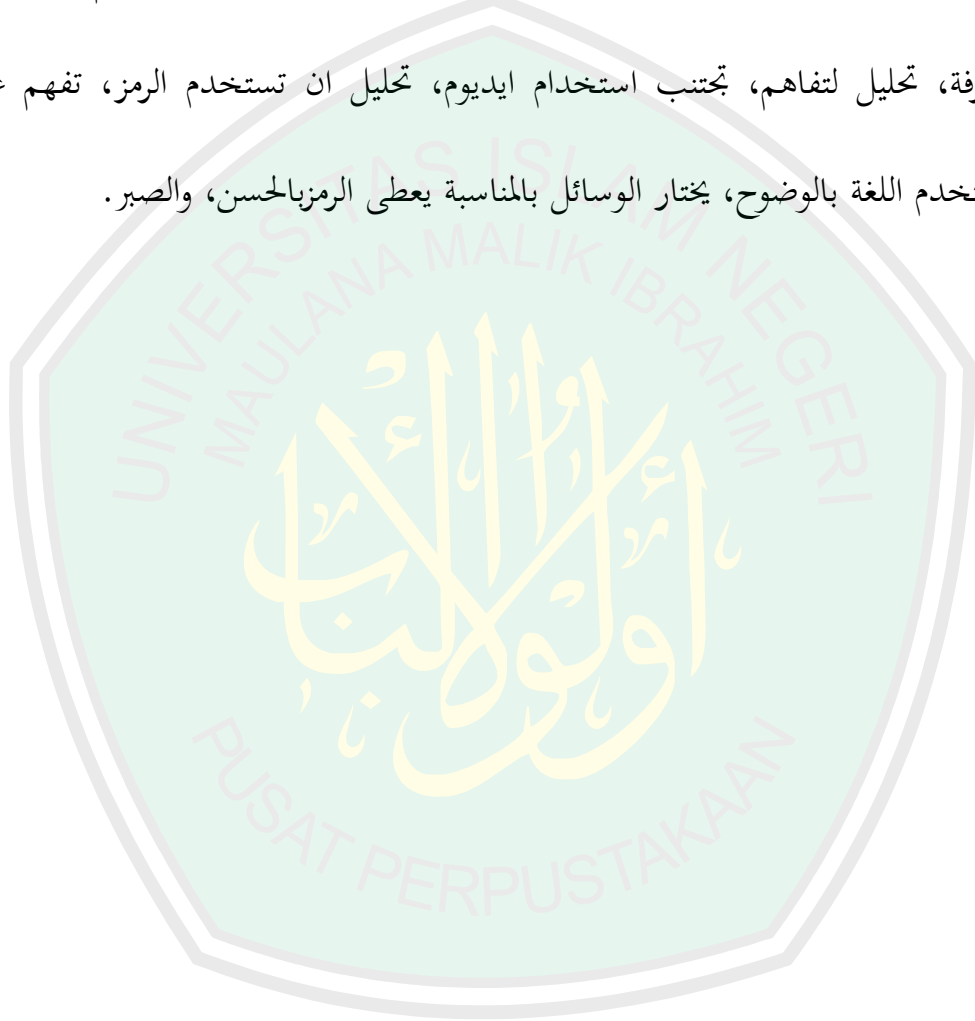 تحليل لتفاهم، تجتنب استخدام ايديوم، تحليل ان تستخدم الرمز، تفهم
اللغة بالوضوح، يختار الوسائل بالمناسبة يعطى الرمزبالحسن، والصبر.
UNIVERSITAS ISLAM NEGERI
MAULANA MALIK IBRAHIM
أولوا الألباب
PUSAT PERPUSTAKAAN